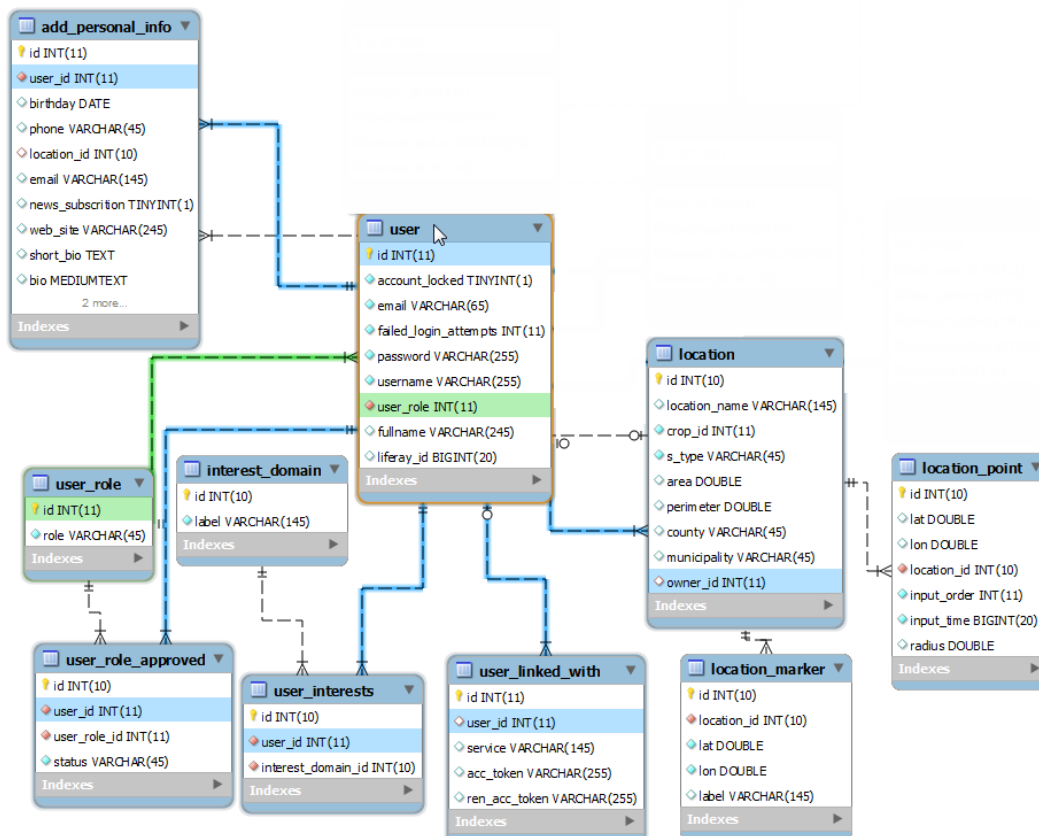 add_personal_info
id INT(11)
user_id INT(11)
birthday DATE
phone VARCHAR(45)
location_id INT(10)
email VARCHAR(145)
news_subscrition TINYINT(1)
web_site VARCHAR(245)
short_bio TEXT
bio MEDIUMTEXT
2 more...
Indexes
user
id INT(11)
account_locked TINYINT(1)
email VARCHAR(65)
failed_login_attempts INT(11)
password VARCHAR(255)
username VARCHAR(255)
user_role INT(11)
fullname VARCHAR(245)
liferay_id BIGINT(20)
Indexes
location
id INT(10)
location_name VARCHAR(145)
crop_id INT(11)
s_type VARCHAR(45)
area DOUBLE
perimeter DOUBLE
county VARCHAR(45)
municipality VARCHAR(45)
owner_id INT(11)
Indexes
location_point
id INT(10)
lat DOUBLE
lon DOUBLE
location_id INT(10)
input_order INT(11)
input_time BIGINT(20)
radius DOUBLE
Indexes
user_role
id INT(11)
role VARCHAR(45)
Indexes
interest_domain
id INT(10)
label VARCHAR(145)
Indexes
user_role_approved
id INT(10)
user_id INT(11)
user_role_id INT(11)
status VARCHAR(45)
Indexes
user_interests
id INT(10)
user_id INT(11)
interest_domain_id INT(10)
Indexes
user_linked_with
id INT(11)
user_id INT(11)
service VARCHAR(145)
acc_token VARCHAR(255)
ren_acc_token VARCHAR(255)
Indexes
location_marker
id INT(10)
location_id INT(10)
lat DOUBLE
lon DOUBLE
label VARCHAR(145)
Indexes